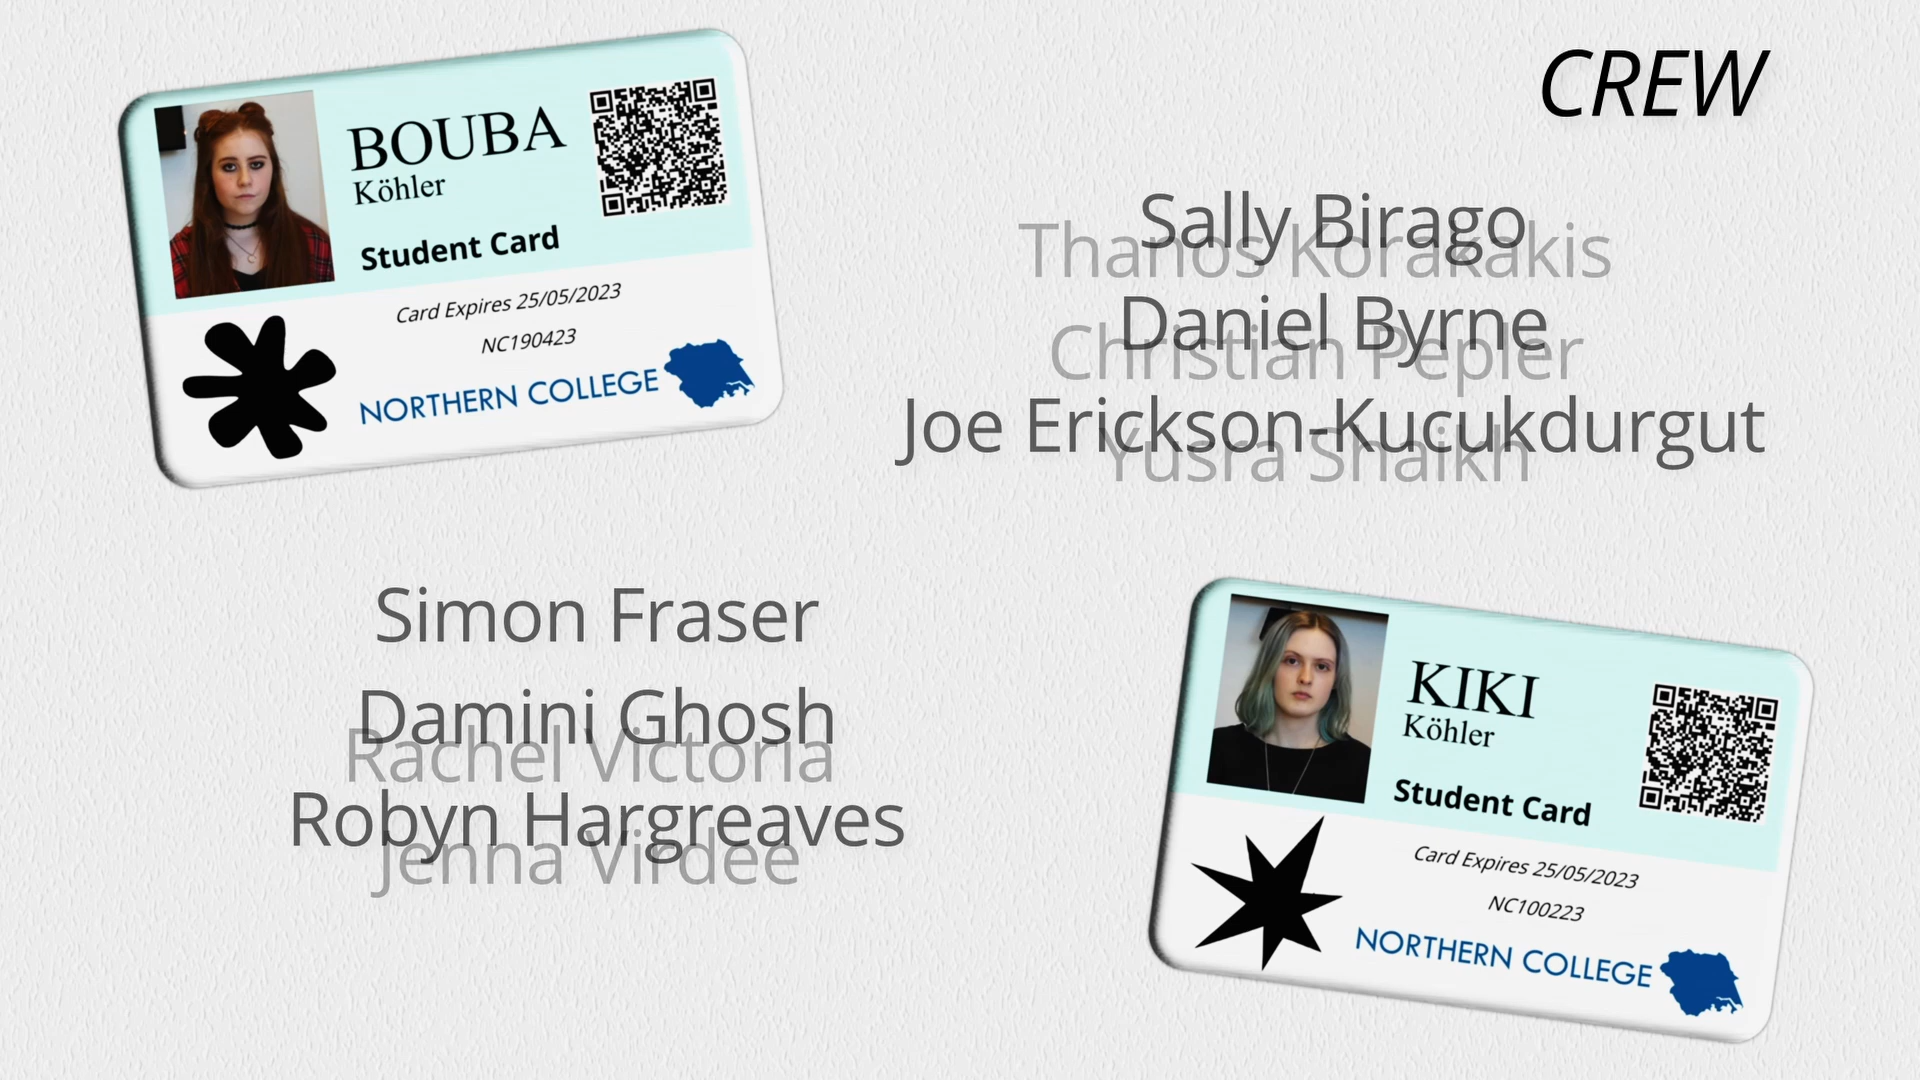 CREW
BOUBA
Köhler
Student Card
Card Expires 25/05/2023
NC190423
NORTHERN COLLEGE
Sally Birago
Thanos Korakakis
Daniel Byrne
Christian Pepler
Joe Erickson-Kucukdurgut
Yusra Shaikh
Simon Fraser
Damini Ghosh
Rachel Victoria
Robyn Hargreaves
Jenna Virdee
KIKI
Köhler
Student Card
Card Expires 25/05/2023
NC100223
NORTHERN COLLEGE